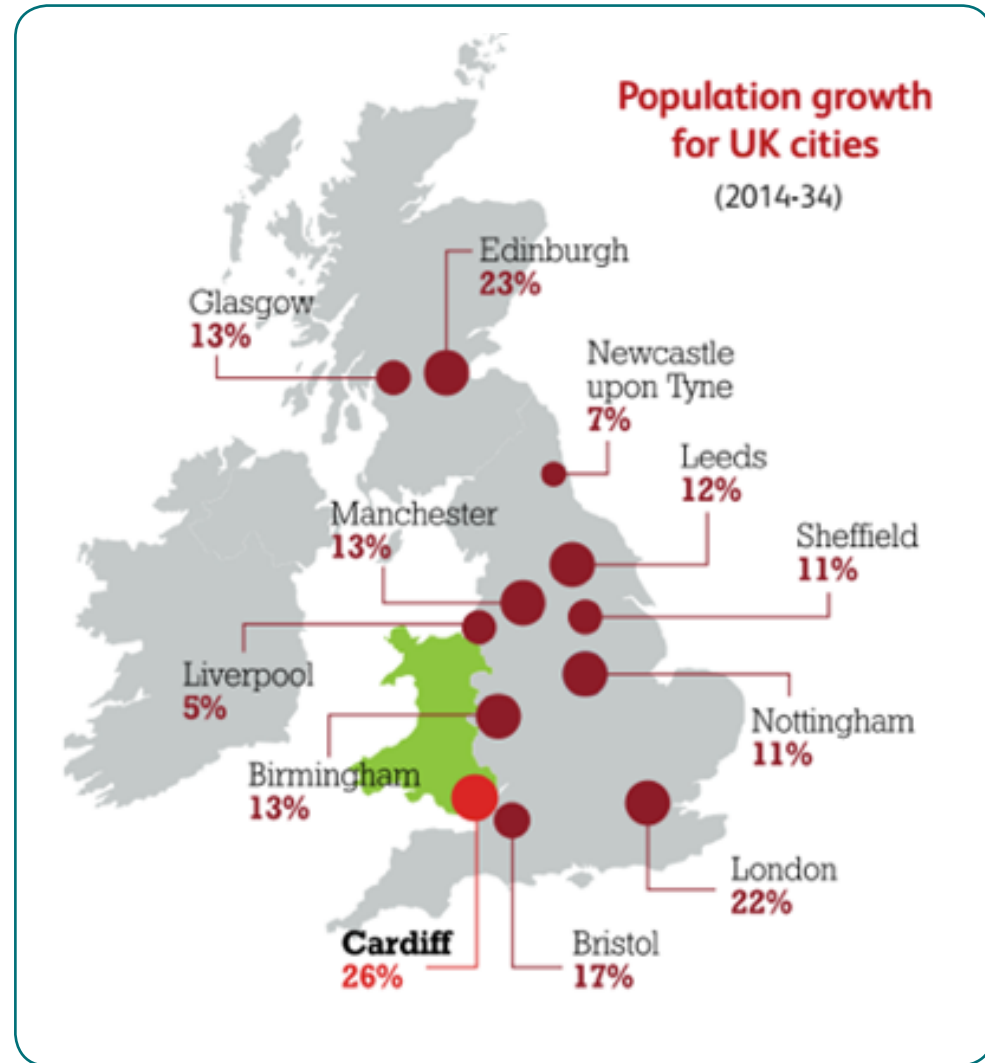 Population growth
for UK cities
(2014-34)
Edinburgh
23%
Glasgow
13%
Newcastle
upon Tyne
7%
Leeds
12%
Manchester
13%
Sheffield
11%
Liverpool
5%
Nottingham
11%
Birmingham
13%
London
22%
Cardiff
26%
Bristol
17%